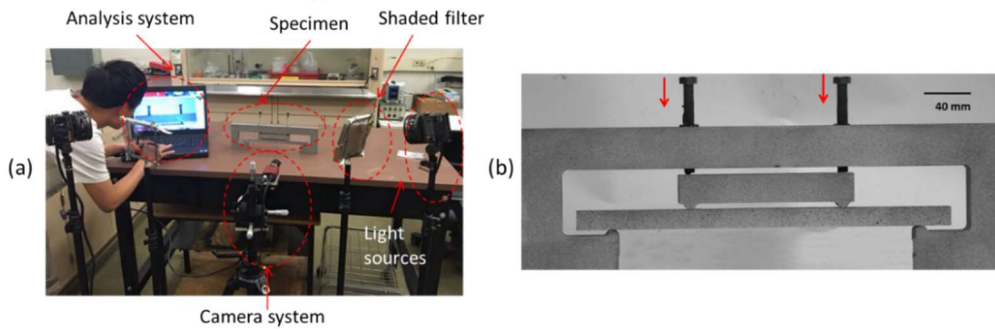 Analysis system
Specimen
Shaded filter
(a)
Light
sources
Camera system
(b)
40 mm